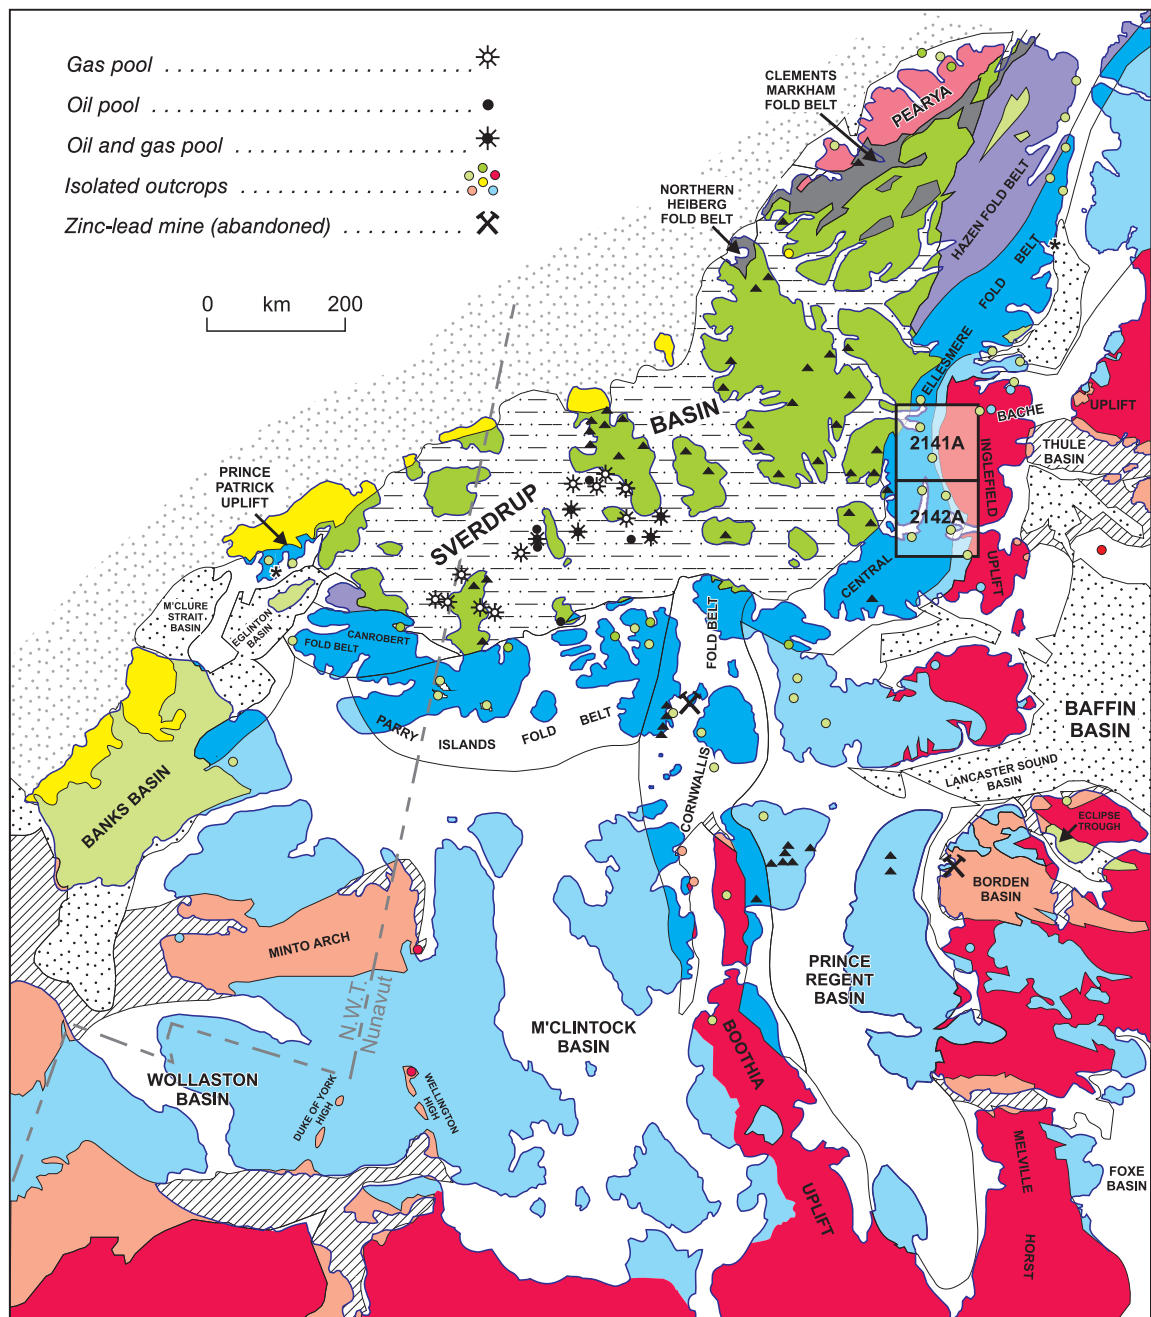 Gas pool . . . . . . . . . . . . . . . . . . . . . . . . . .
Oil pool . . . . . . . . . . . . . . . . . . . . . . . . . . .
Oil and gas pool . . . . . . . . . . . . . . . . . . . .
Isolated outcrops . . . . . . . . . . . . . . . . . . .
Zinc-lead mine (abandoned) . . . . . . . . . .
0 km 200
CLEMENTS
MARKHAM
FOLD BELT
PEARYA
NORTHERN
HEIBERG
FOLD BELT
HAZEN FOLD BELT
ELLESMERE
FOLD
BELT
*
BASIN
SVERDRUP
PRINCE
PATRICK
UPLIFT
*
2141A
2142A
BACHE
INGLEFIELD
UPLIFT
UPLIFT
THULE
BASIN
CENTRAL
M'CLURE
STRAIT
BASIN
EGLINTON
BASIN
CANROBERT
FOLD BELT
FOLD BELT
PARRY
ISLANDS
FOLD
BELT
CORNWALLIS
BAFFIN
BASIN
LANCASTER SOUND
BASIN
ECLIPSE
TROUGH
BANKS BASIN
BORDEN
BASIN
MINTO ARCH
PRINCE
REGENT
BASIN
N.W.T.
Nunavut
M'CLINTOCK
BASIN
BOOTHIA
UPLIFT
WOLLASTON
BASIN
DUKE OF YORK
HIGH
WELLINGTON
HIGH
MELVILLE
HORST
FOXE
BASIN